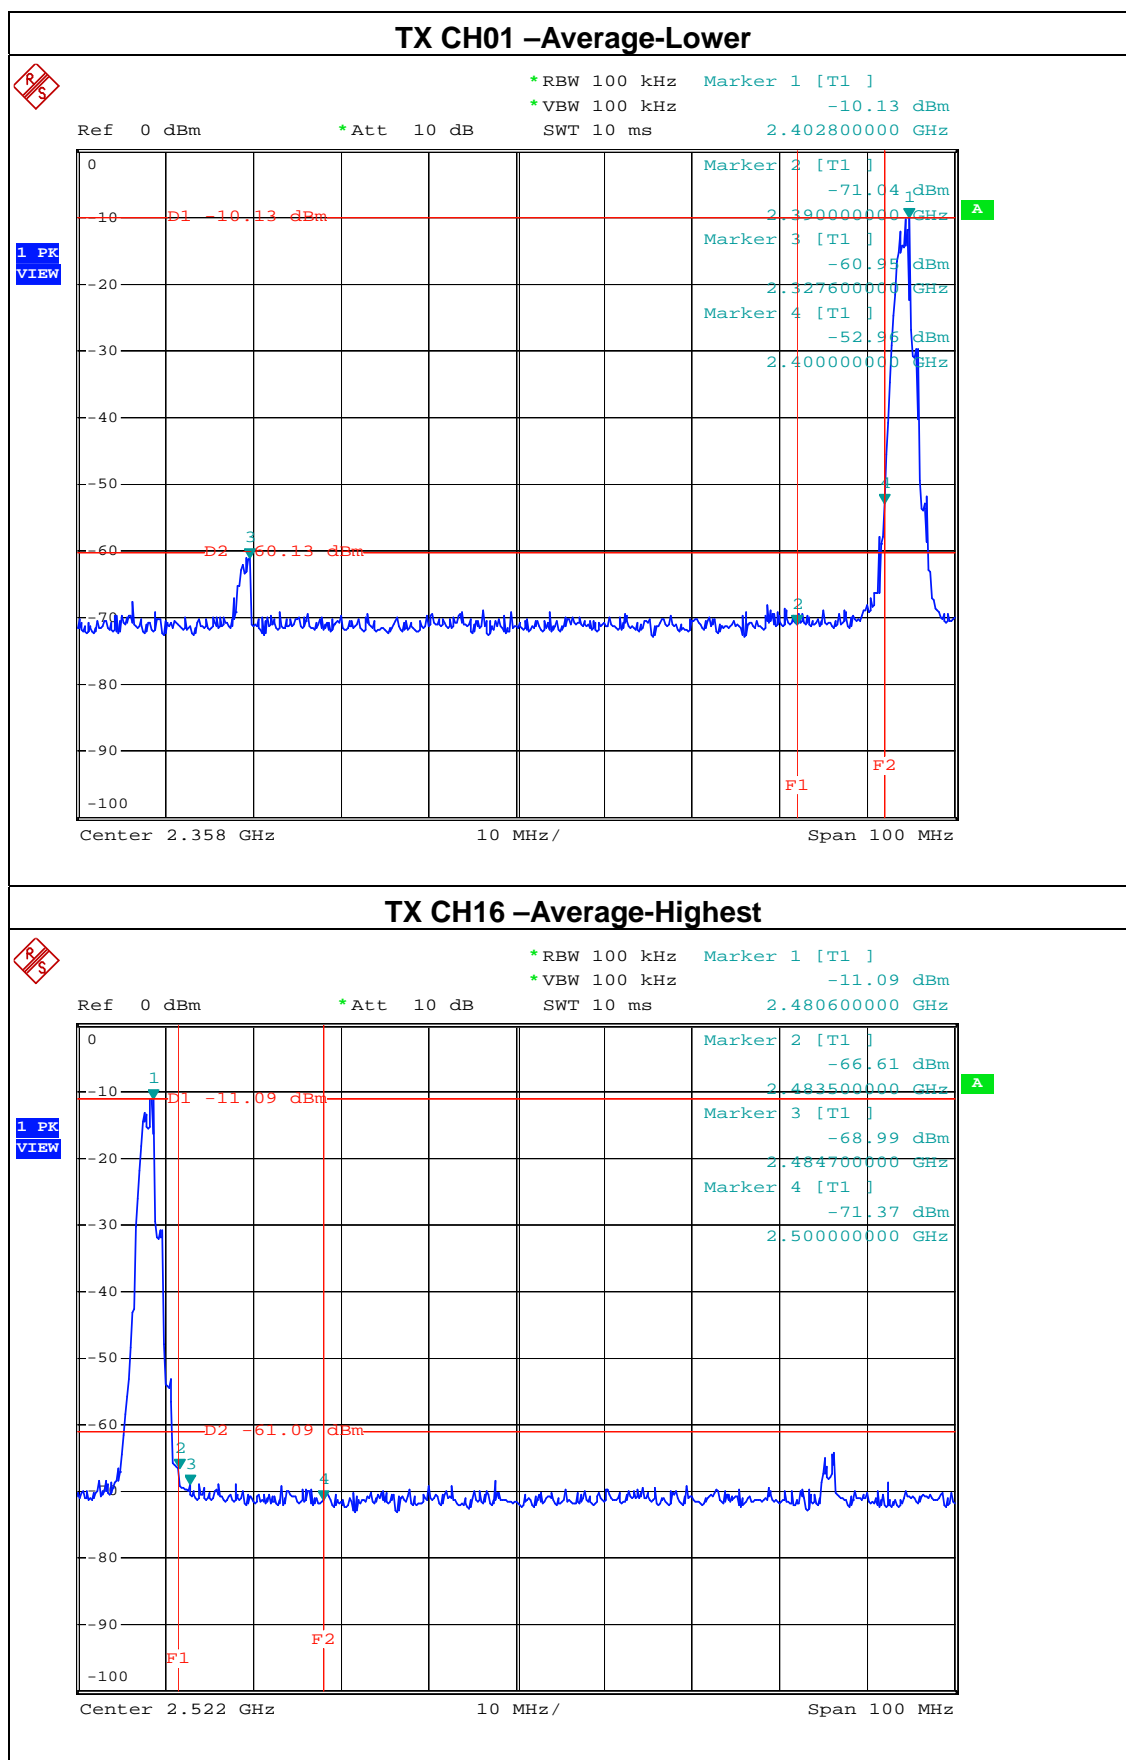 TX CH01 –Average-Lower
R S
*RBW 100 kHz Marker 1 [T1 ]
*VBW 100 kHz -10.13 dBm
Ref 0 dBm *Att 10 dB SWT 10 ms 2.402800000 GHz
0 Marker 2 [T1 ]
-71.04 dBm
1
-10 D1 -10.13 dBm 2.390000000 GHz A
Marker 3 [T1 ]
1 PK
VIEW
-60.95 dBm
-20 2.327600000 GHz
Marker 4 [T1 ]
-52.96 dBm
-30 2.400000000 GHz
-40
-50 4
3
-60 D2 -60.13 dBm
2
-70
-80
-90
F2
F1
-100
Center 2.358 GHz 10 MHz/ Span 100 MHz
TX CH16 –Average-Highest
R S
*RBW 100 kHz Marker 1 [T1 ]
*VBW 100 kHz -11.09 dBm
Ref 0 dBm *Att 10 dB SWT 10 ms 2.480600000 GHz
0 Marker 2 [T1 ]
-66.61 dBm
1
-10 D1 -11.09 dBm 2.483500000 GHz A
Marker 3 [T1 ]
1 PK
VIEW
-68.99 dBm
-20 2.484700000 GHz
Marker 4 [T1 ]
-71.37 dBm
-30 2.500000000 GHz
-40
-50
-60 D2 -61.09 dBm
2
3
4
-70
-80
-90
F2
F1
-100
Center 2.522 GHz 10 MHz/ Span 100 MHz